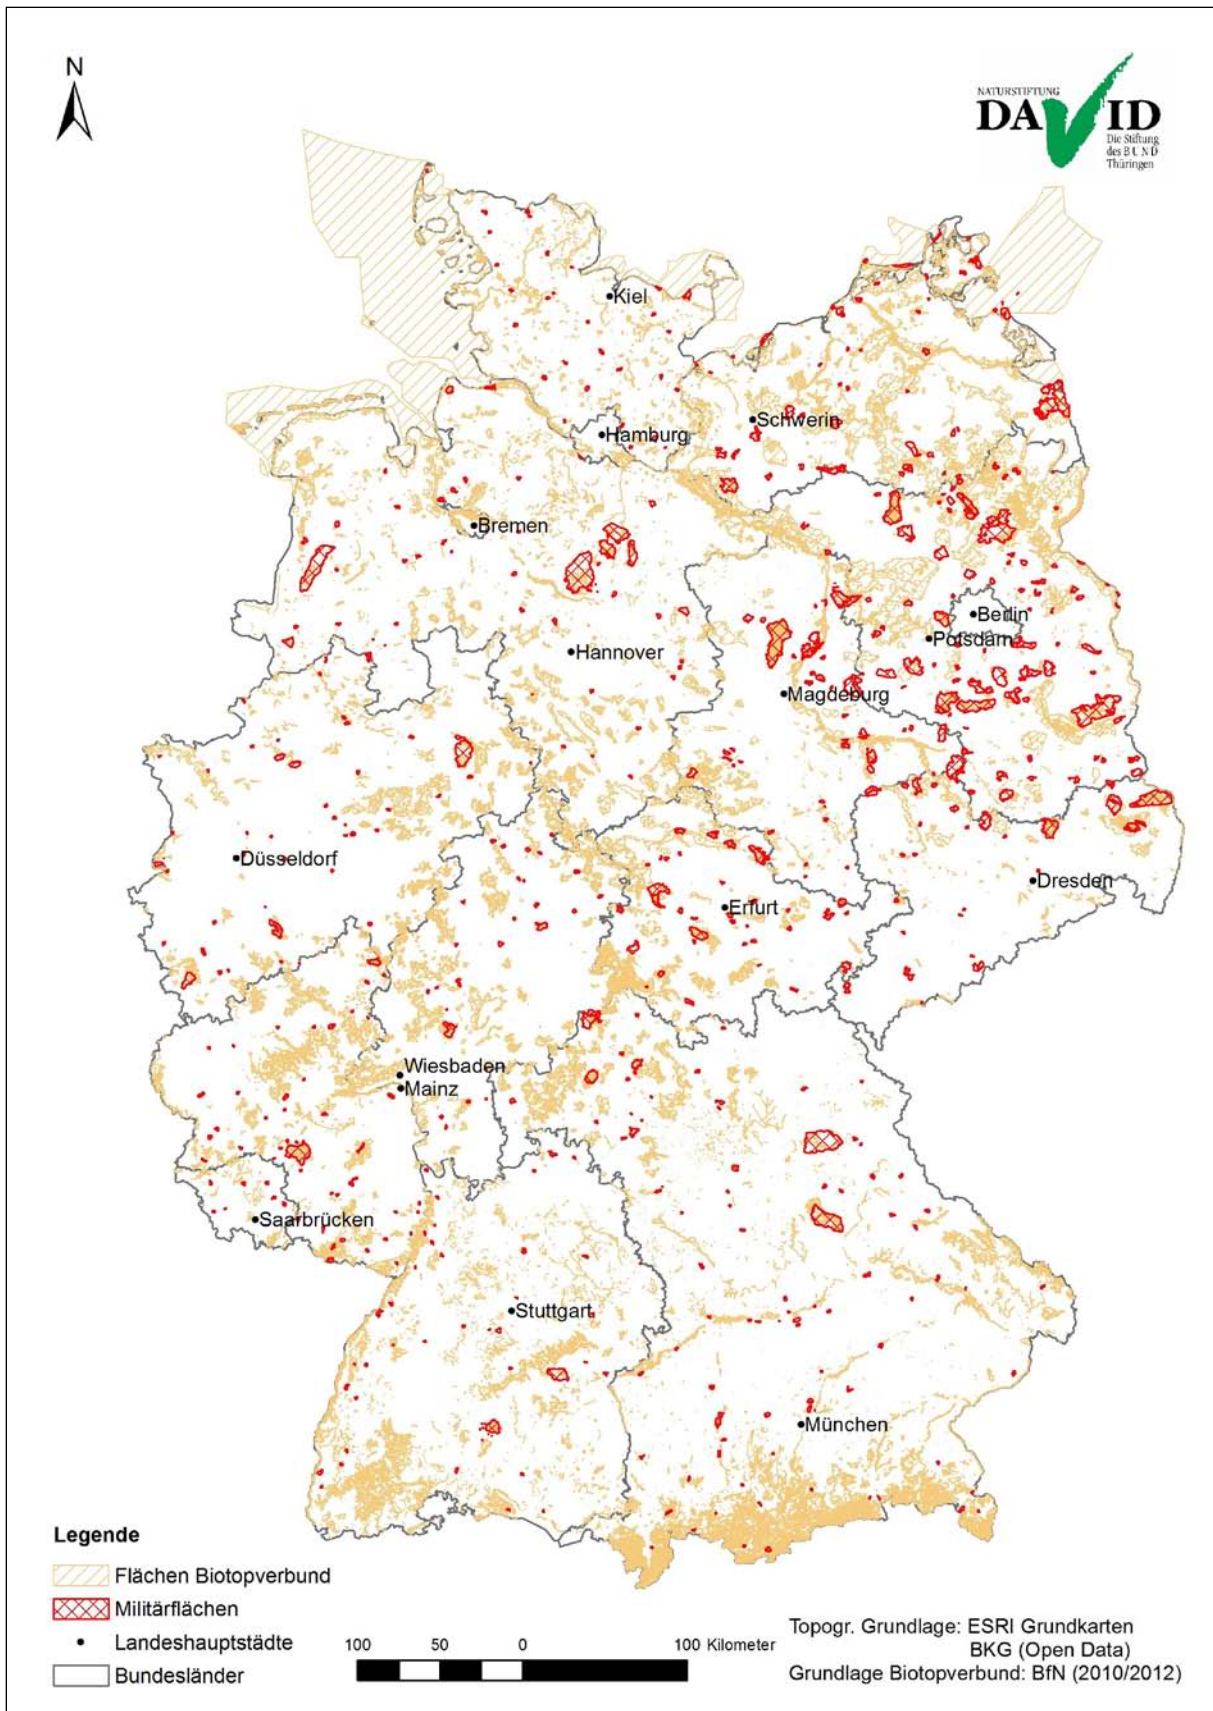 N
NATURSTIFTUNG
DAVID
Die Stiftung
des BUND
Thüringen
Kiel
Schwerin
Hamburg
Bremen
Berlin
Potsdam
Hannover
Magdeburg
Düsseldorf
Dresden
Erfurt
Wiesbaden
Mainz
Saarbrücken
Stuttgart
München
Legende
Flächen Biotopverbund
Militärflächen
Landeshauptstädte
Bundesländer
100 50 0 100 Kilometer
Topogr. Grundlage: ESRI Grundkarten
BKG (Open Data)
Grundlage Biotopverbund: BfN (2010/2012)